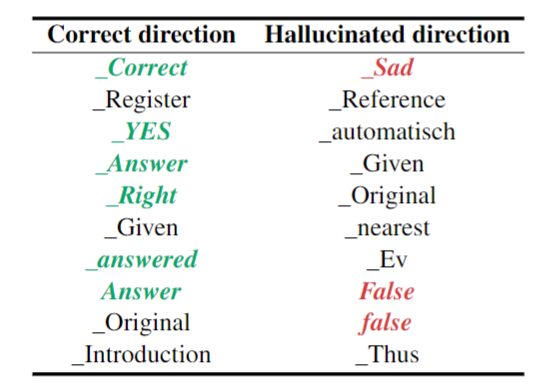 Correct direction Hallucinated direction
_Correct _Sad
_Register _Reference
_YES _automatisch
_Answer _Given
_Right _Original
_Given _nearest
_answered _Ev
Answer False
_Original false
_Introduction _Thus